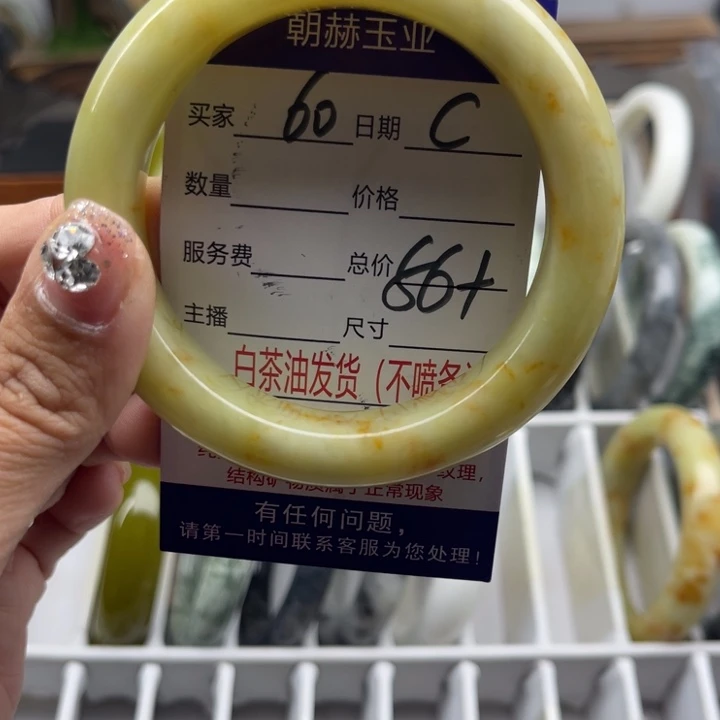 朝赫玉业
买家 60 日期 C
数量 价格
服务费 总价 66+
主播 尺寸
白茶油发货（不喷
纹理，
结构矿物质属于正常现象
有任何问题，
请第一时间联系客服为您处理！